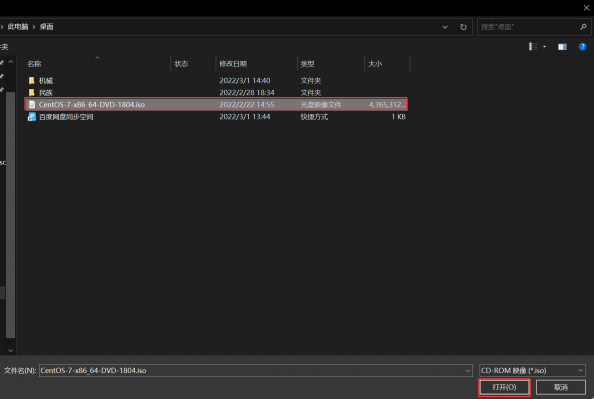 此电脑 > 桌面
搜索"桌面"
夹
名称 状态 修改日期 类型 大小
机械 2022/3/1 14:40 文件夹
民族 2022/2/28 18:34 文件夹
CentOS-7-x86_64-DVD-1804.iso 2022/2/22 14:55 光盘映像文件 4,365,312...
百度网盘同步空间 2022/3/1 13:44 快捷方式 1 KB
sc
文件名(N): CentOS-7-x86_64-DVD-1804.iso CD-ROM 映像 (*.iso)
打开(O) 取消